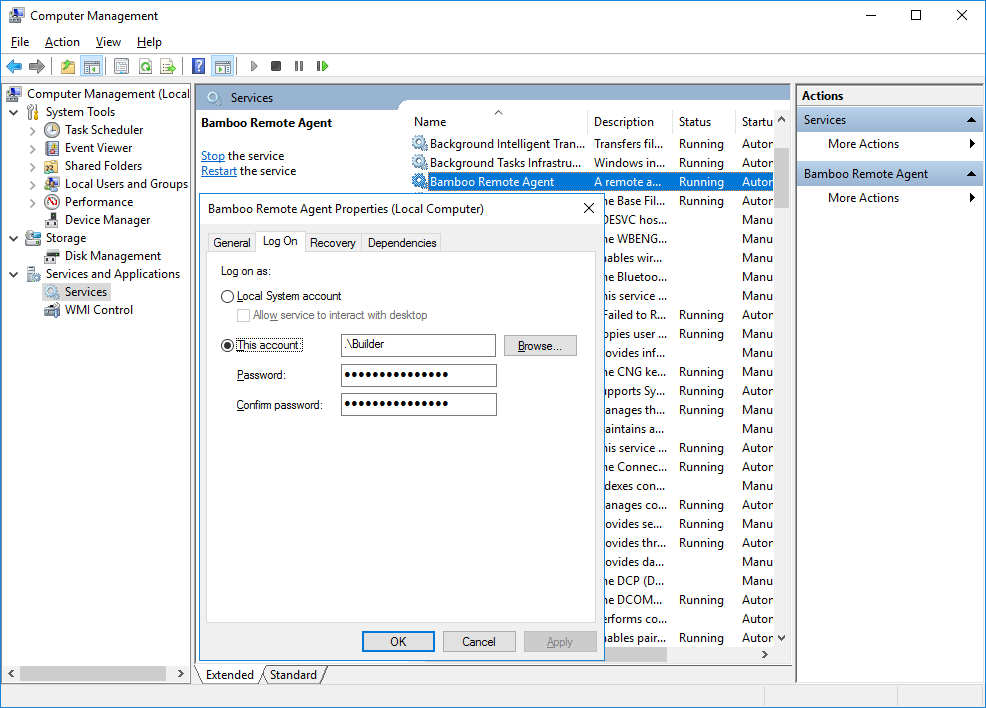 Computer Management
File Action View Help
Computer Management (Local
System Tools
Task Scheduler
Event Viewer
Shared Folders
Local Users and Groups
Performance
Device Manager
Storage
Disk Management
Services and Applications
Services
WMI Control
Services
Bamboo Remote Agent
Stop the service
Restart the service
Name Description Status Startu
Background Intelligent Tran... Transfers fil... Running Autor
Background Tasks Infrastru... Windows in... Running Autor
Bamboo Remote Agent A remote a... Running Autor
he Base Fil... Running Autor
DESVC hos... Manu
he WBENG... Manu
nables wir... Manu
he Bluetoo... Manu
his service ... Manu
Failed to R... Running Autor
opies user ... Running Manu
ovides inf... Manu
he CNG ke... Running Manu
upports Sy... Running Autor
anages th... Running Manu
aintains a... Manu
his service ... Running Autor
he Connec... Running Autor
dexes con... Manu
anages co... Running Autor
ovides se... Running Manu
ovides thr... Running Autor
ovides da... Manu
he DCP (D... Manu
he DCOM... Running Autor
erforms co... Autor
nables pair... Running Manu
Bamboo Remote Agent Properties (Local Computer)
General Log On Recovery Dependencies
Log on as:
Local System account
Allow service to interact with desktop
This account: .\Builder Browse...
Password: ●●●●●●●●●●●●●●●
Confirm password: ●●●●●●●●●●●●●●●
OK Cancel Apply
Extended Standard
Actions
Services
More Actions
Bamboo Remote Agent
More Actions